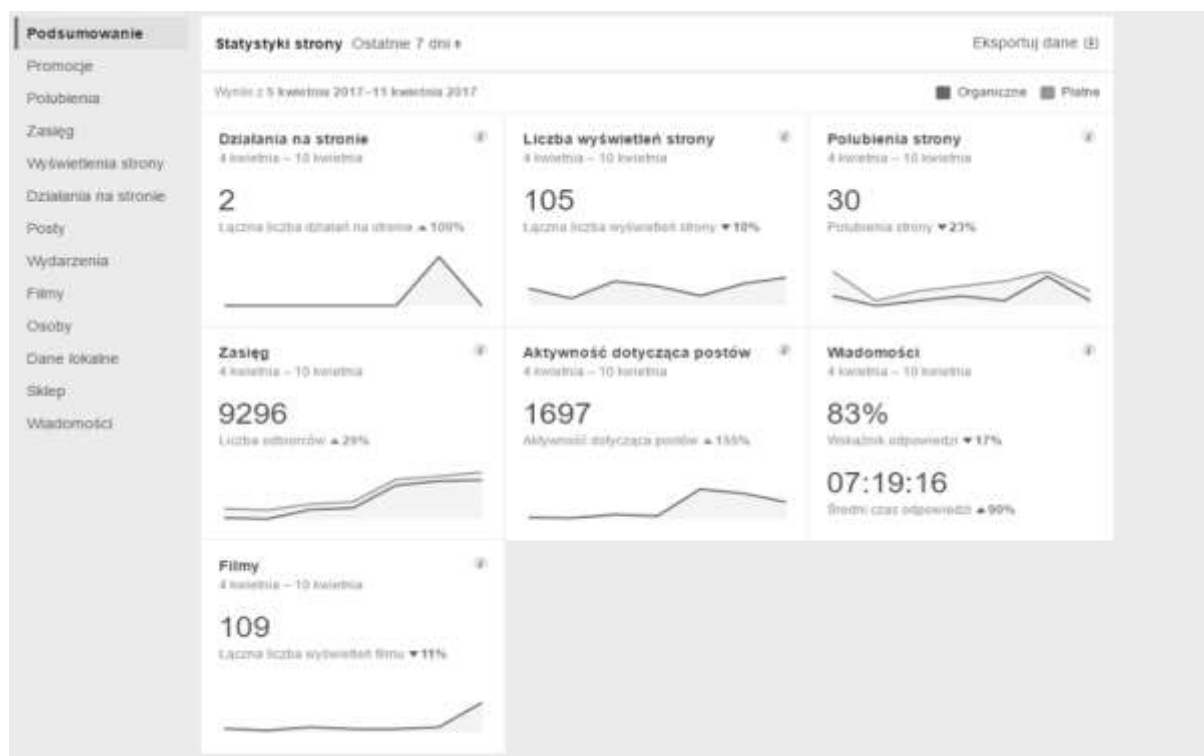 Podsumowanie
Promocje
Polubienia
Zasięg
Wyświetlenia strony
Działania na stronie
Posty
Wydarzenia
Filmy
Osoby
Dane lokalne
Sklep
Wiadomości
Statystyki strony Ostatnie 7 dni
Eksportuj dane
Wyniki z 5 kwietnia 2017-11 kwietnia 2017
Organiczne Płatne
Działania na stronie
4 kwietnia – 10 kwietnia
2
Łączna liczba działań na stronie ▲ 100%
Liczba wyświetleń strony
4 kwietnia – 10 kwietnia
105
Łączna liczba wyświetleń strony ▼
Polubienia strony
4 kwietnia – 10 kwietnia
30
Polubienia strony ▼ 23%
Zasięg
4 kwietnia – 10 kwietnia
9296
Liczba odbiorców ▲ 29%
Aktywność dotycząca postów
4 kwietnia – 10 kwietnia
1697
Aktywność dotycząca postów ▲ 155%
Wiadomości
4 kwietnia – 10 kwietnia
83%
Wskaźnik odpowiedzi ▼ 17%
07:19:16
Średni czas odpowiedzi ▲ 99%
Filmy
4 kwietnia – 10 kwietnia
109
Łączna liczba wyświetleń filmu ▼ 11%